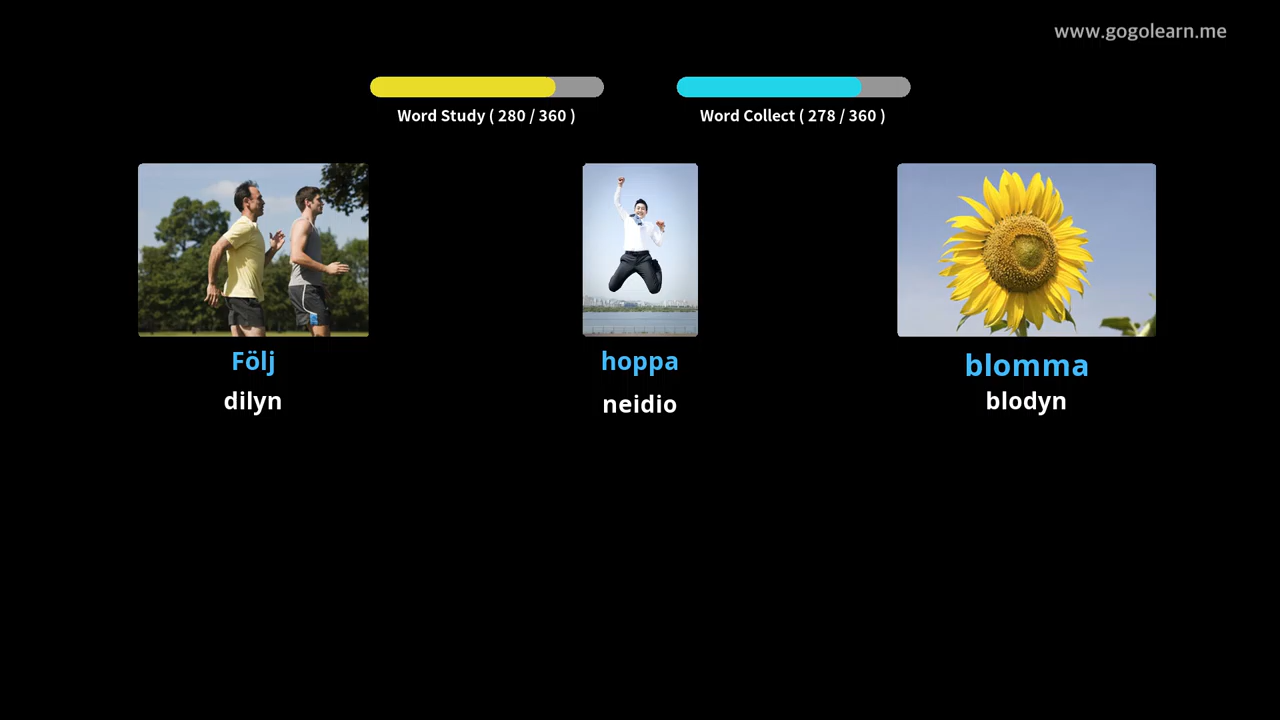 www.gogolearn.me
Word Study ( 280 / 360 )
Word Collect ( 278 / 360 )
Följ
dilyn
hoppa
neidio
blomma
blodyn